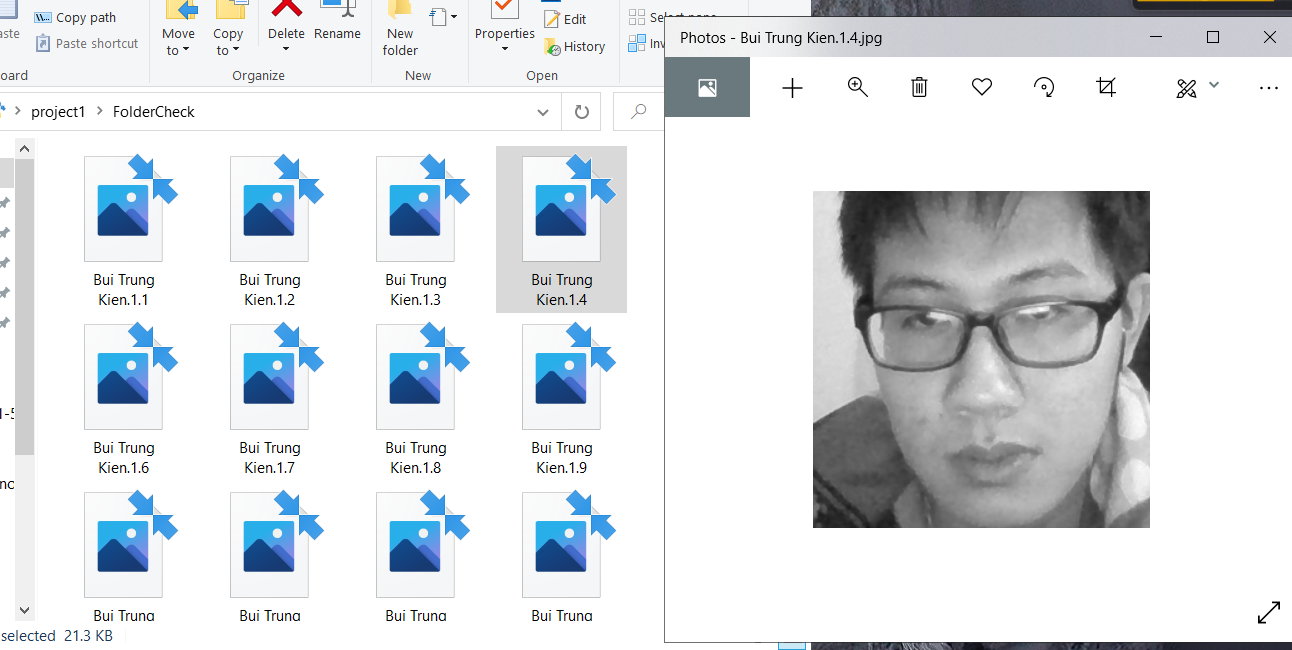 Copy path
Paste shortcut
Move
to
Copy
to
Delete
Rename
New
folder
Properties
Edit
History
Organize
New
Open
project1 > FolderCheck
Photos - Bui Trung Kien.1.4.jpg
Bui Trung
Kien.1.1
Bui Trung
Kien.1.2
Bui Trung
Kien.1.3
Bui Trung
Kien.1.4
Bui Trung
Kien.1.6
Bui Trung
Kien.1.7
Bui Trung
Kien.1.8
Bui Trung
Kien.1.9
Bui Trung
Bui Trung
Bui Trung
Bui Trung
selected 21.3 KB